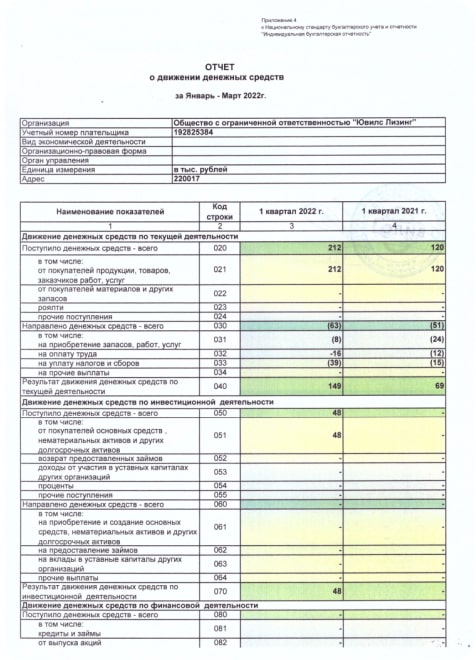 Приложение 4
к Национальному стандарту бухгалтерского учета и отчетности
"Индивидуальная бухгалтерская отчетность"
ОТЧЕТ
о движении денежных средств
за Январь - Март 2022г.
Организация Общество с ограниченной ответственностью "Ювилс Лизинг"
Учетный номер плательщика 192825384
Вид экономической деятельности
Организационно-правовая форма
Орган управления
Единица измерения в тыс. рублей
Адрес 220017
Наименование показателей Код строки 1 квартал 2022 г. 1 квартал 2021 г.
1 2 3 4
Движение денежных средств по текущей деятельности
Поступило денежных средств - всего 020 212 120
в том числе:
от покупателей продукции, товаров, 021 212 120
заказчиков работ, услуг
от покупателей материалов и других 022 - -
запасов
роялти 023 - -
прочие поступления 024 - -
Направлено денежных средств - всего 030 (63) (51)
в том числе: 031 (8) (24)
на приобретение запасов, работ, услуг
на оплату труда 032 -16 (12)
на уплату налогов и сборов 033 (39) (15)
на прочие выплаты 034 - -
Результат движения денежных средств по 040 149 69
текущей деятельности
Движение денежных средств по инвестиционной деятельности
Поступило денежных средств - всего 050 48 -
в том числе:
от покупателей основных средств , 051 48 -
нематериальных активов и других
долгосрочных активов
возврат предоставленных займов 052 - -
доходы от участия в уставных капиталах 053 - -
других организаций
проценты 054 - -
прочие поступления 055 - -
Направлено денежных средств - всего 060 - -
в том числе:
на приобретение и создание основных 061 - -
средств, нематериальных активов и других
долгосрочных активов
на предоставление займов 062 - -
на вклады в уставные капиталы других 063 - -
организаций
прочие выплаты 064 - -
Результат движения денежных средств по 070 48 -
инвестиционной деятельности
Движение денежных средств по финансовой деятельности
Поступило денежных средств - всего 080 - -
в том числе: 081 - -
кредиты и займы
от выпуска акций 082 - -